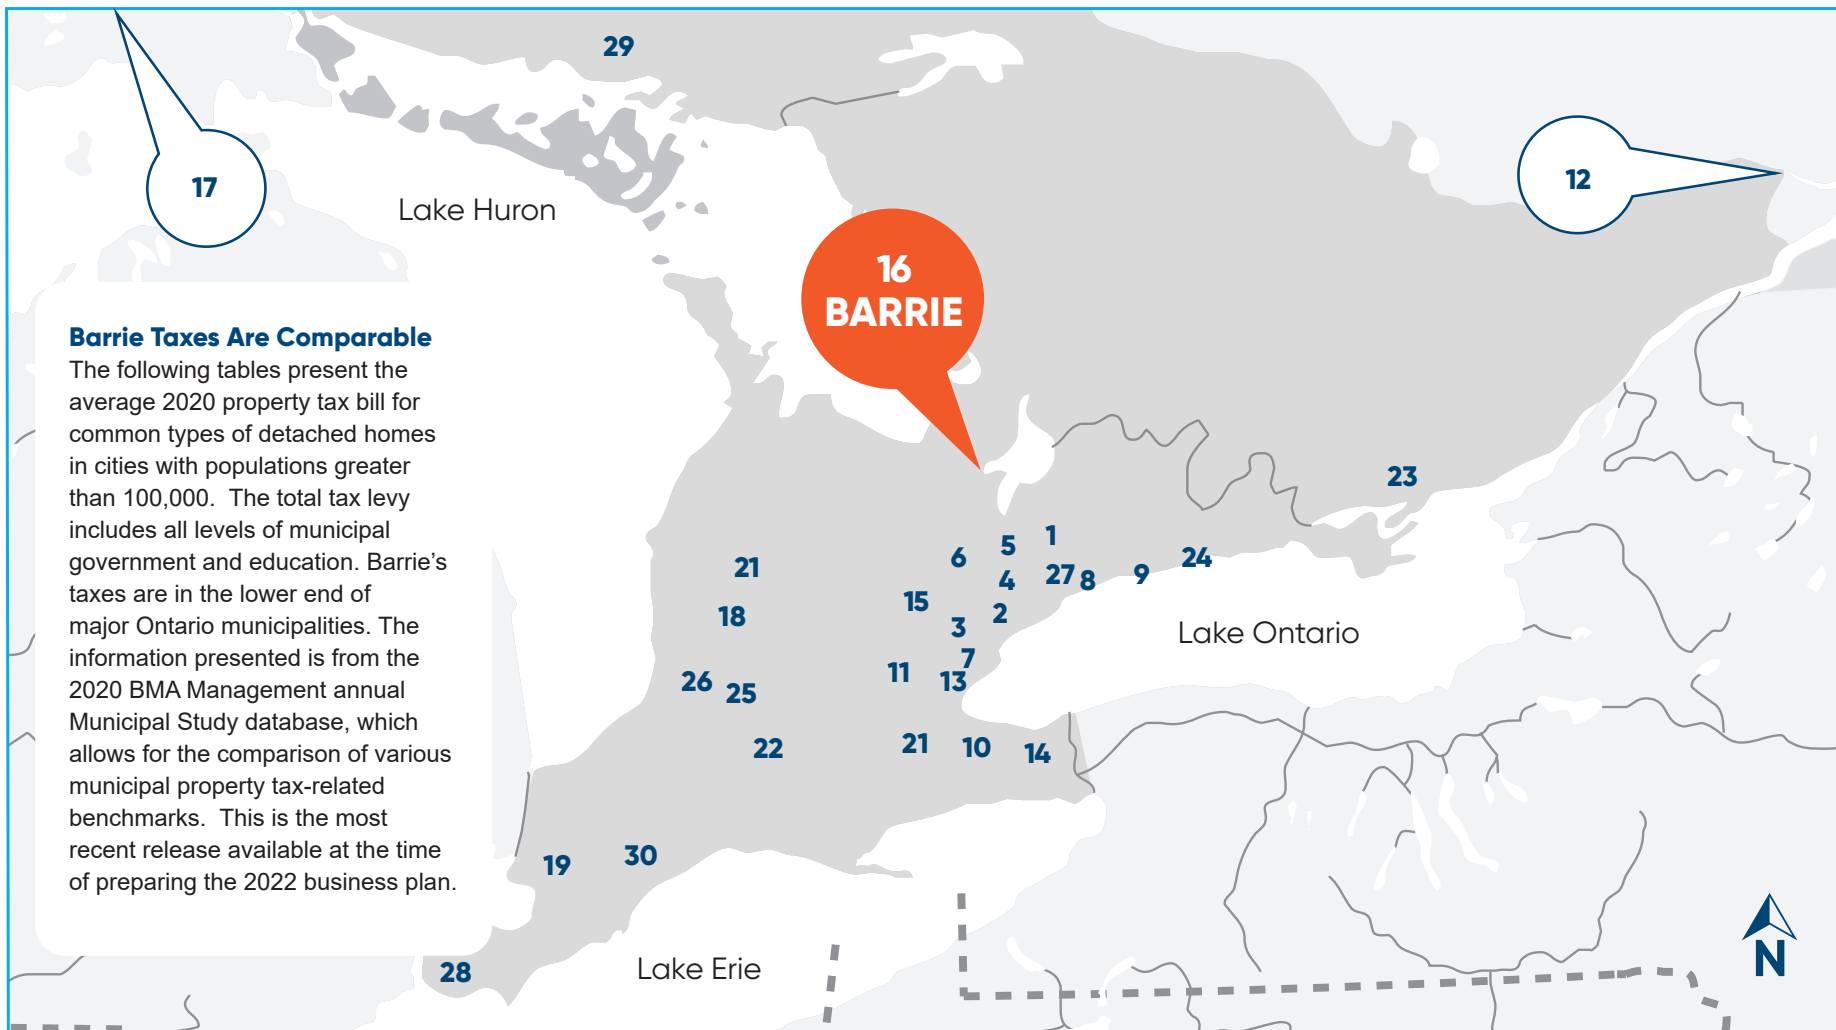 29
17
12
Lake Huron
16
BARRIE
Barrie Taxes Are Comparable
The following tables present the
average 2020 property tax bill for
common types of detached homes
in cities with populations greater
than 100,000.  The total tax levy
includes all levels of municipal
government and education. Barrie’s
taxes are in the lower end of
major Ontario municipalities. The
information presented is from the
2020 BMA Management annual
Municipal Study database, which
allows for the comparison of various
municipal property tax-related
benchmarks.  This is the most
recent release available at the time
of preparing the 2022 business plan.
23
1
5
6
24
21
4
27
8
9
15
18
2
3
Lake Ontario
7
11
13
26
25
21
10
14
22
30
19
28
Lake Erie
N